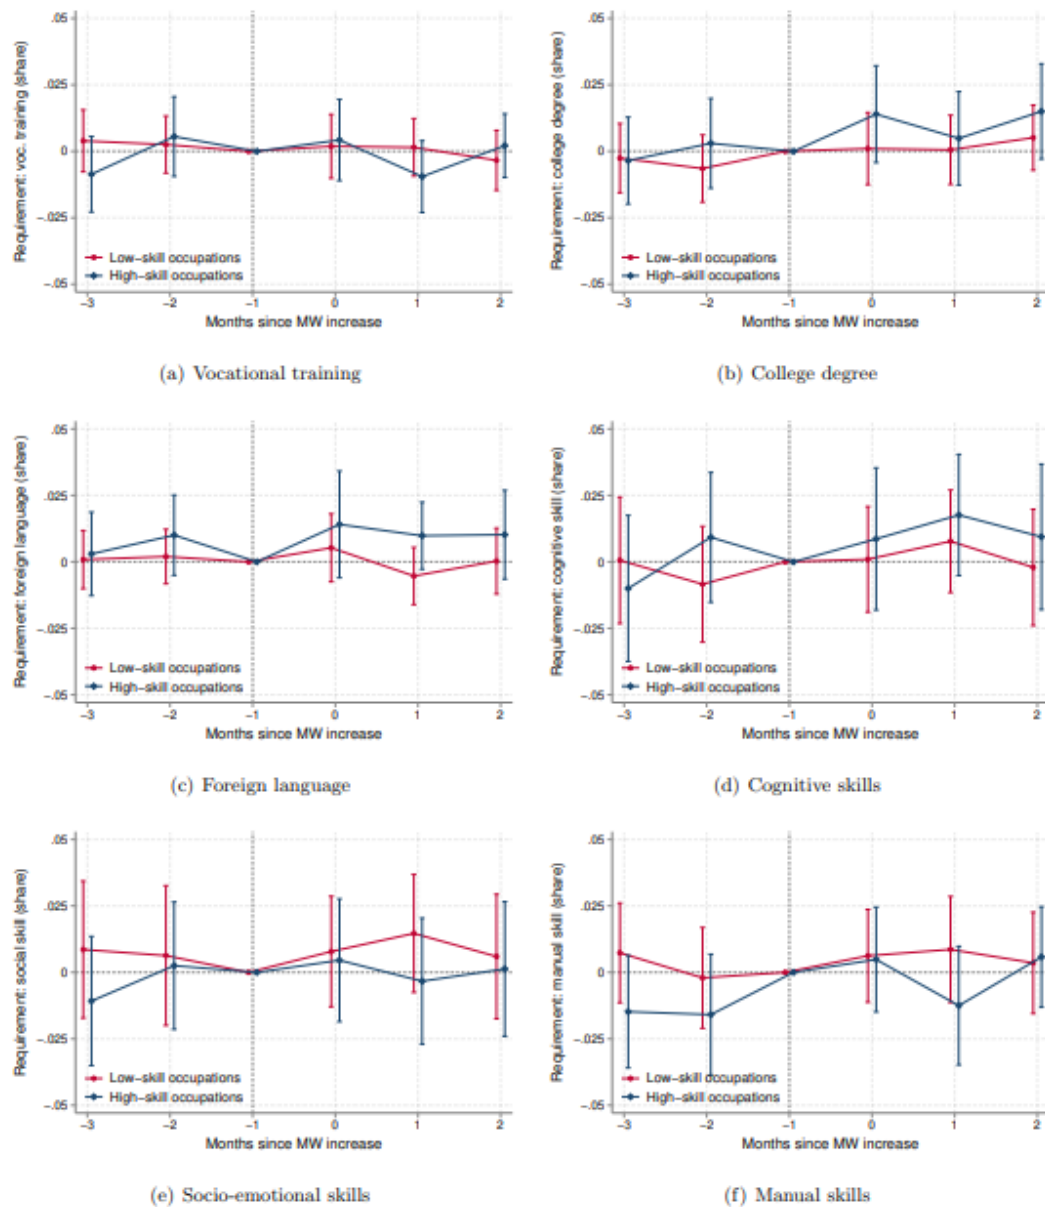 .05
.025
0
-.025
-.05
Requirement: voc. training (share)
Low-skill occupations
High-skill occupations
-3 -2 -1 0 1 2
Months since MW increase
(a) Vocational training
.05
.025
0
-.025
-.05
Requirement: college degree (share)
Low-skill occupations
High-skill occupations
-3 -2 -1 0 1 2
Months since MW increase
(b) College degree
.05
.025
0
-.025
-.05
Requirement: foreign language (share)
Low-skill occupations
High-skill occupations
-3 -2 -1 0 1 2
Months since MW increase
(c) Foreign language
.05
.025
0
-.025
-.05
Requirement: cognitive skill (share)
Low-skill occupations
High-skill occupations
-3 -2 -1 0 1 2
Months since MW increase
(d) Cognitive skills
.05
.025
0
-.025
-.05
Requirement: social skill (share)
Low-skill occupations
High-skill occupations
-3 -2 -1 0 1 2
Months since MW increase
(e) Socio-emotional skills
.05
.025
0
-.025
-.05
Requirement: manual skill (share)
Low-skill occupations
High-skill occupations
-3 -2 -1 0 1 2
Months since MW increase
(f) Manual skills